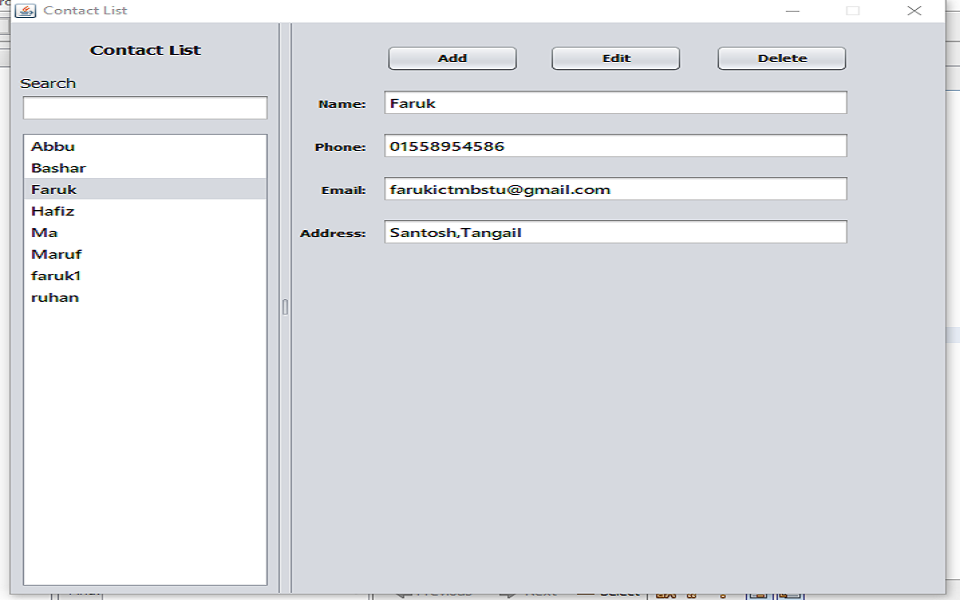 Contact List
Contact List
Search
Abbu
Bashar
Faruk
Hafiz
Ma
Maruf
faruk1
ruhan
Add Edit Delete
Name: Faruk
Phone: 01558954586
Email: farukictmbstu@gmail.com
Address: Santosh,Tangail